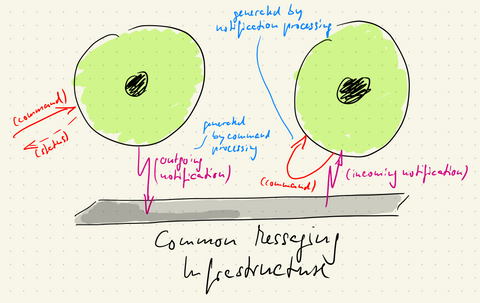 generated by
notification processing
(command)
(status)
generated
by command
processing
(outgoing
notification)
(command)
(incoming notification)
Common Messaging
Infrastructure